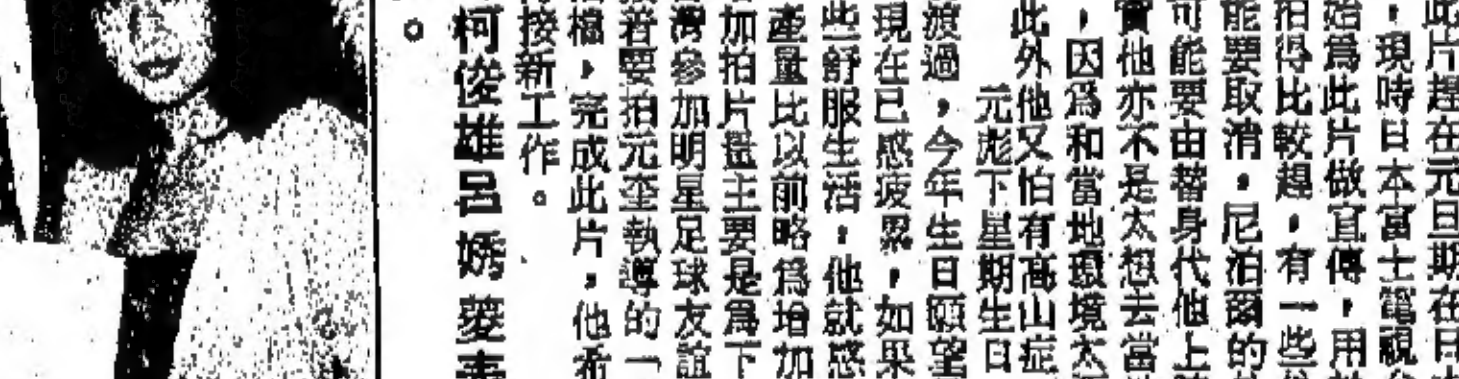 此片趕在元旦期在日
，現時日本富士電視
始為此片做宣傳，用
拍得比較趕，有一些
能要取消。尼泊爾的
可能要由替身代他上
實他亦不是太想去當
，因為和當地環境太
此外他又怕有高山症
元彪下星期生日
渡過，今年生日願望
現在已感疲累，如果
些舒服生活，他就感
產量比以前略為增加
加拍片量主要是為下
灣參加明星足球友誼
着要拍元奎執導的一
檔，完成此片，他希
接新工作。
柯俊雄呂嬌菱
。